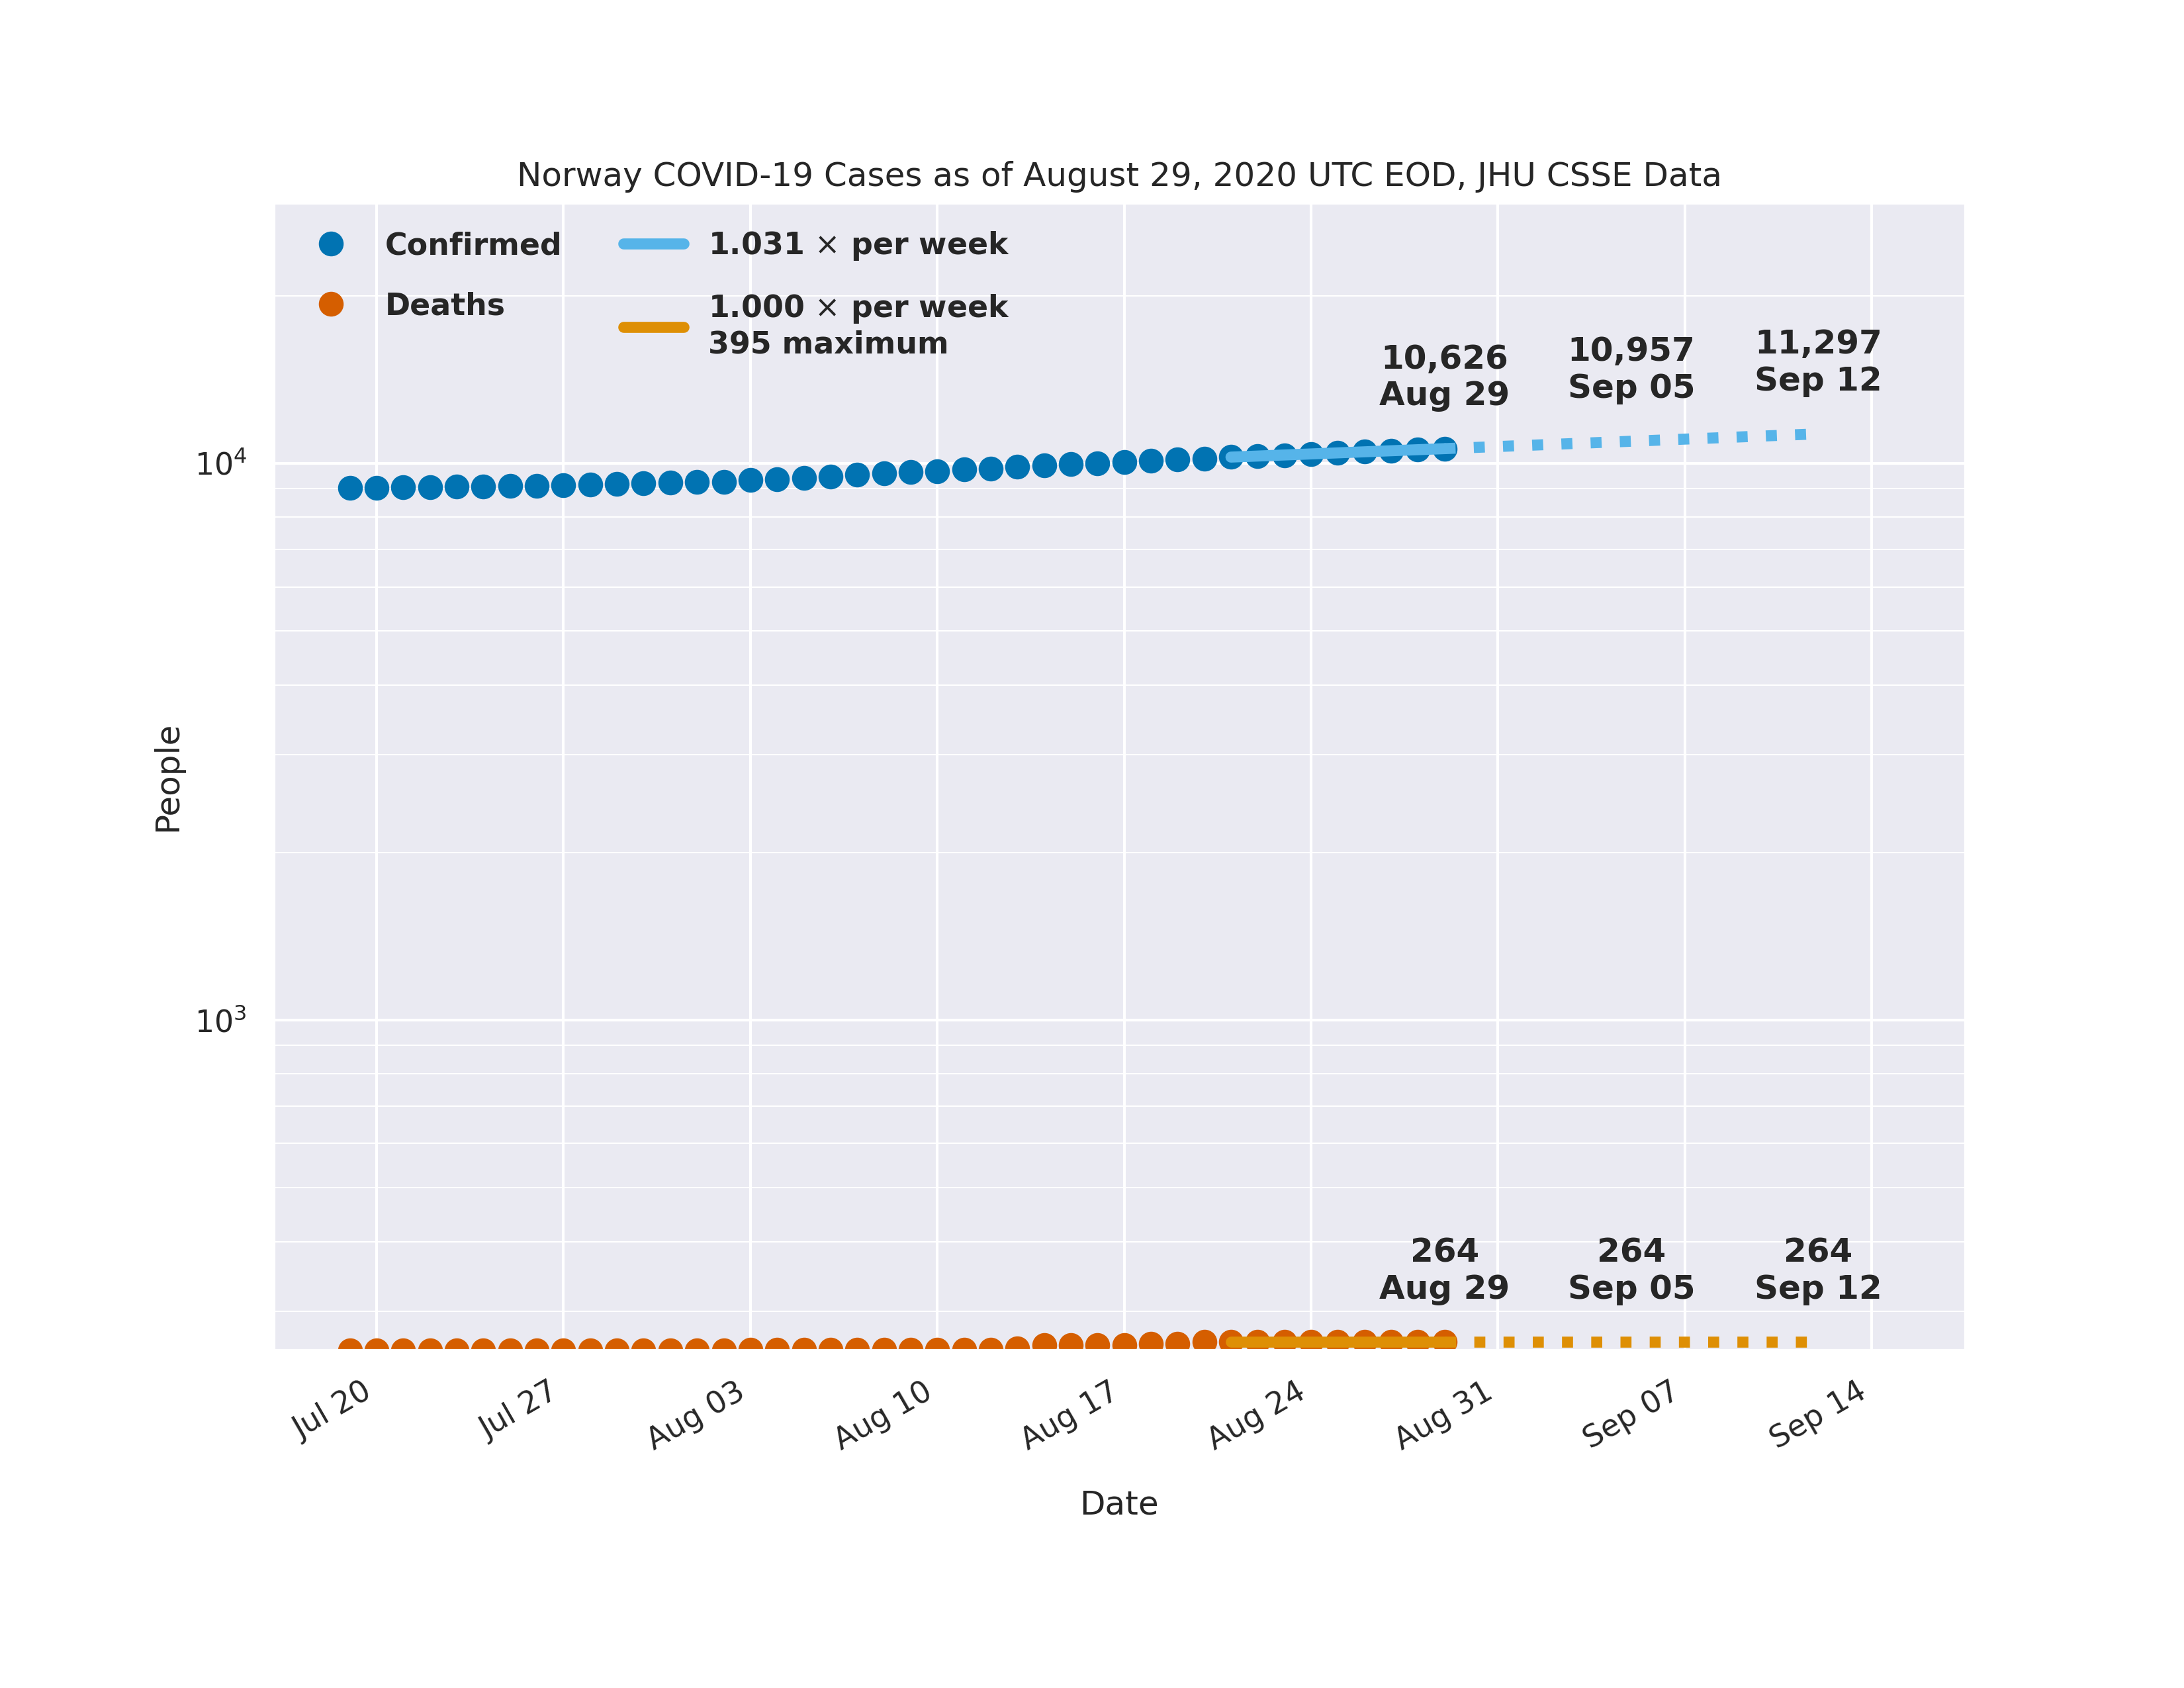 Norway COVID-19 Cases as of August 29, 2020 UTC EOD, JHU CSSE Data
Confirmed
Deaths
1.031 × per week
1.000 × per week
395 maximum
10,626
Aug 29
10,957
Sep 05
11,297
Sep 12
10⁴
10³
People
264
Aug 29
264
Sep 05
264
Sep 12
Jul 20
Jul 27
Aug 03
Aug 10
Aug 17
Aug 24
Aug 31
Sep 07
Sep 14
Date